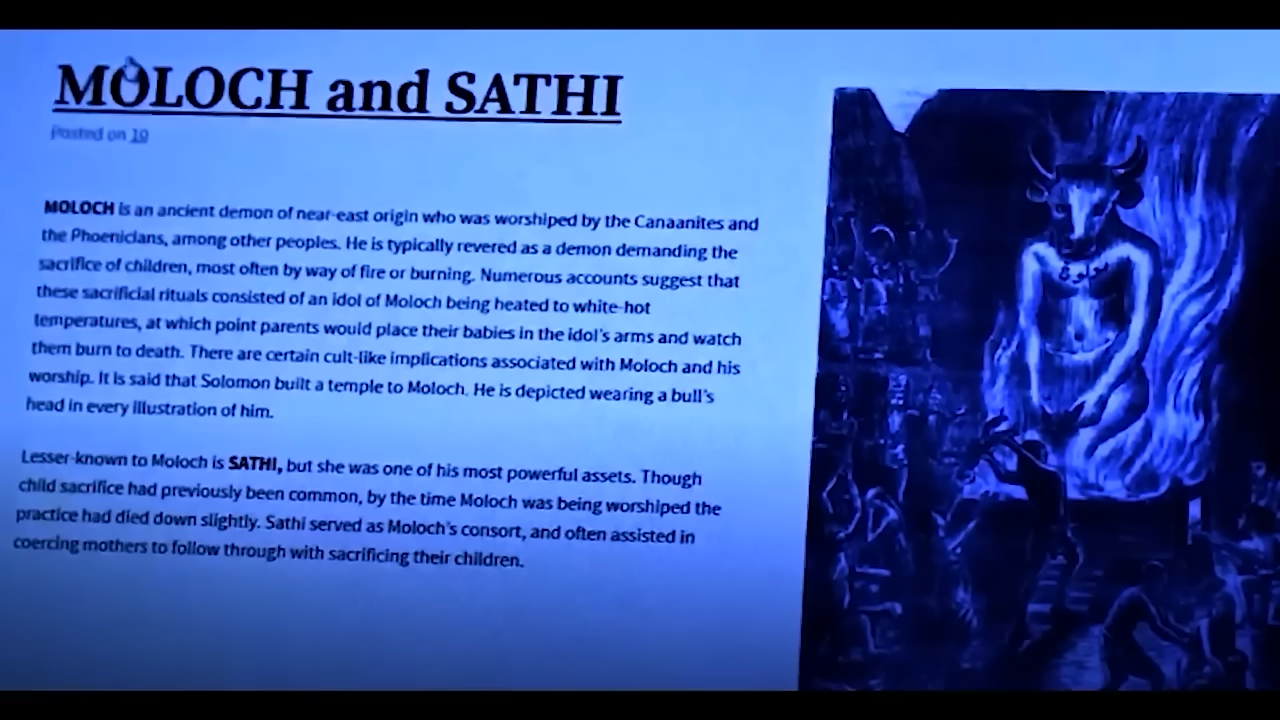 MOLOCH and SATHI
Posted on 19
MOLOCH is an ancient demon of near-east origin who was worshiped by the Canaanites and
the Phoenicians, among other peoples. He is typically revered as a demon demanding the
sacrifice of children, most often by way of fire or burning. Numerous accounts suggest that
these sacrificial rituals consisted of an idol of Moloch being heated to white-hot
temperatures, at which point parents would place their babies in the idol's arms and watch
them burn to death. There are certain cult-like implications associated with Moloch and his
worship. It is said that Solomon built a temple to Moloch. He is depicted wearing a bull's
head in every illustration of him.
Lesser-known to Moloch is SATHI, but she was one of his most powerful assets. Though
child sacrifice had previously been common, by the time Moloch was being worshiped the
practice had died down slightly. Sathi served as Moloch's consort, and often assisted in
coercing mothers to follow through with sacrificing their children.